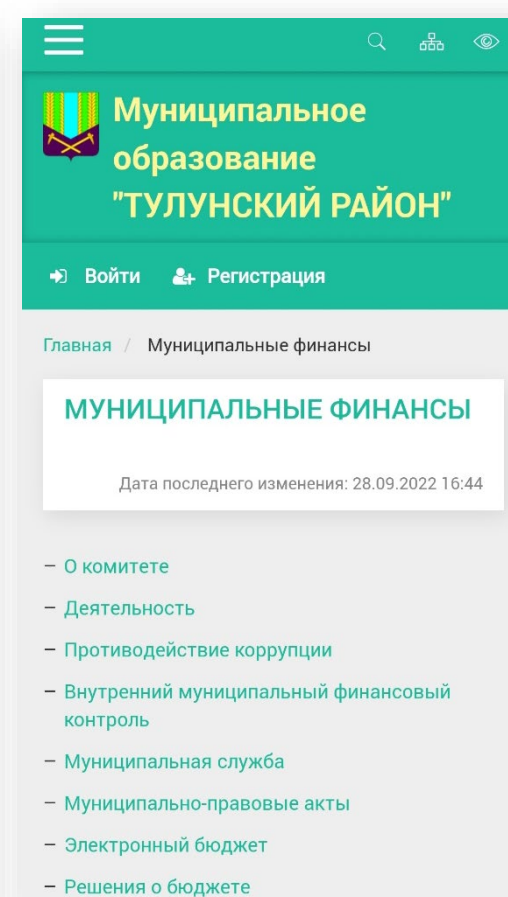 Муниципальное
образование
"ТУЛУНСКИЙ РАЙОН"
Войти Регистрация
Главная / Муниципальные финансы
МУНИЦИПАЛЬНЫЕ ФИНАНСЫ
Дата последнего изменения: 28.09.2022 16:44
– О комитете
– Деятельность
– Противодействие коррупции
– Внутренний муниципальный финансовый
контроль
– Муниципальная служба
– Муниципально-правовые акты
– Электронный бюджет
– Решения о бюджете